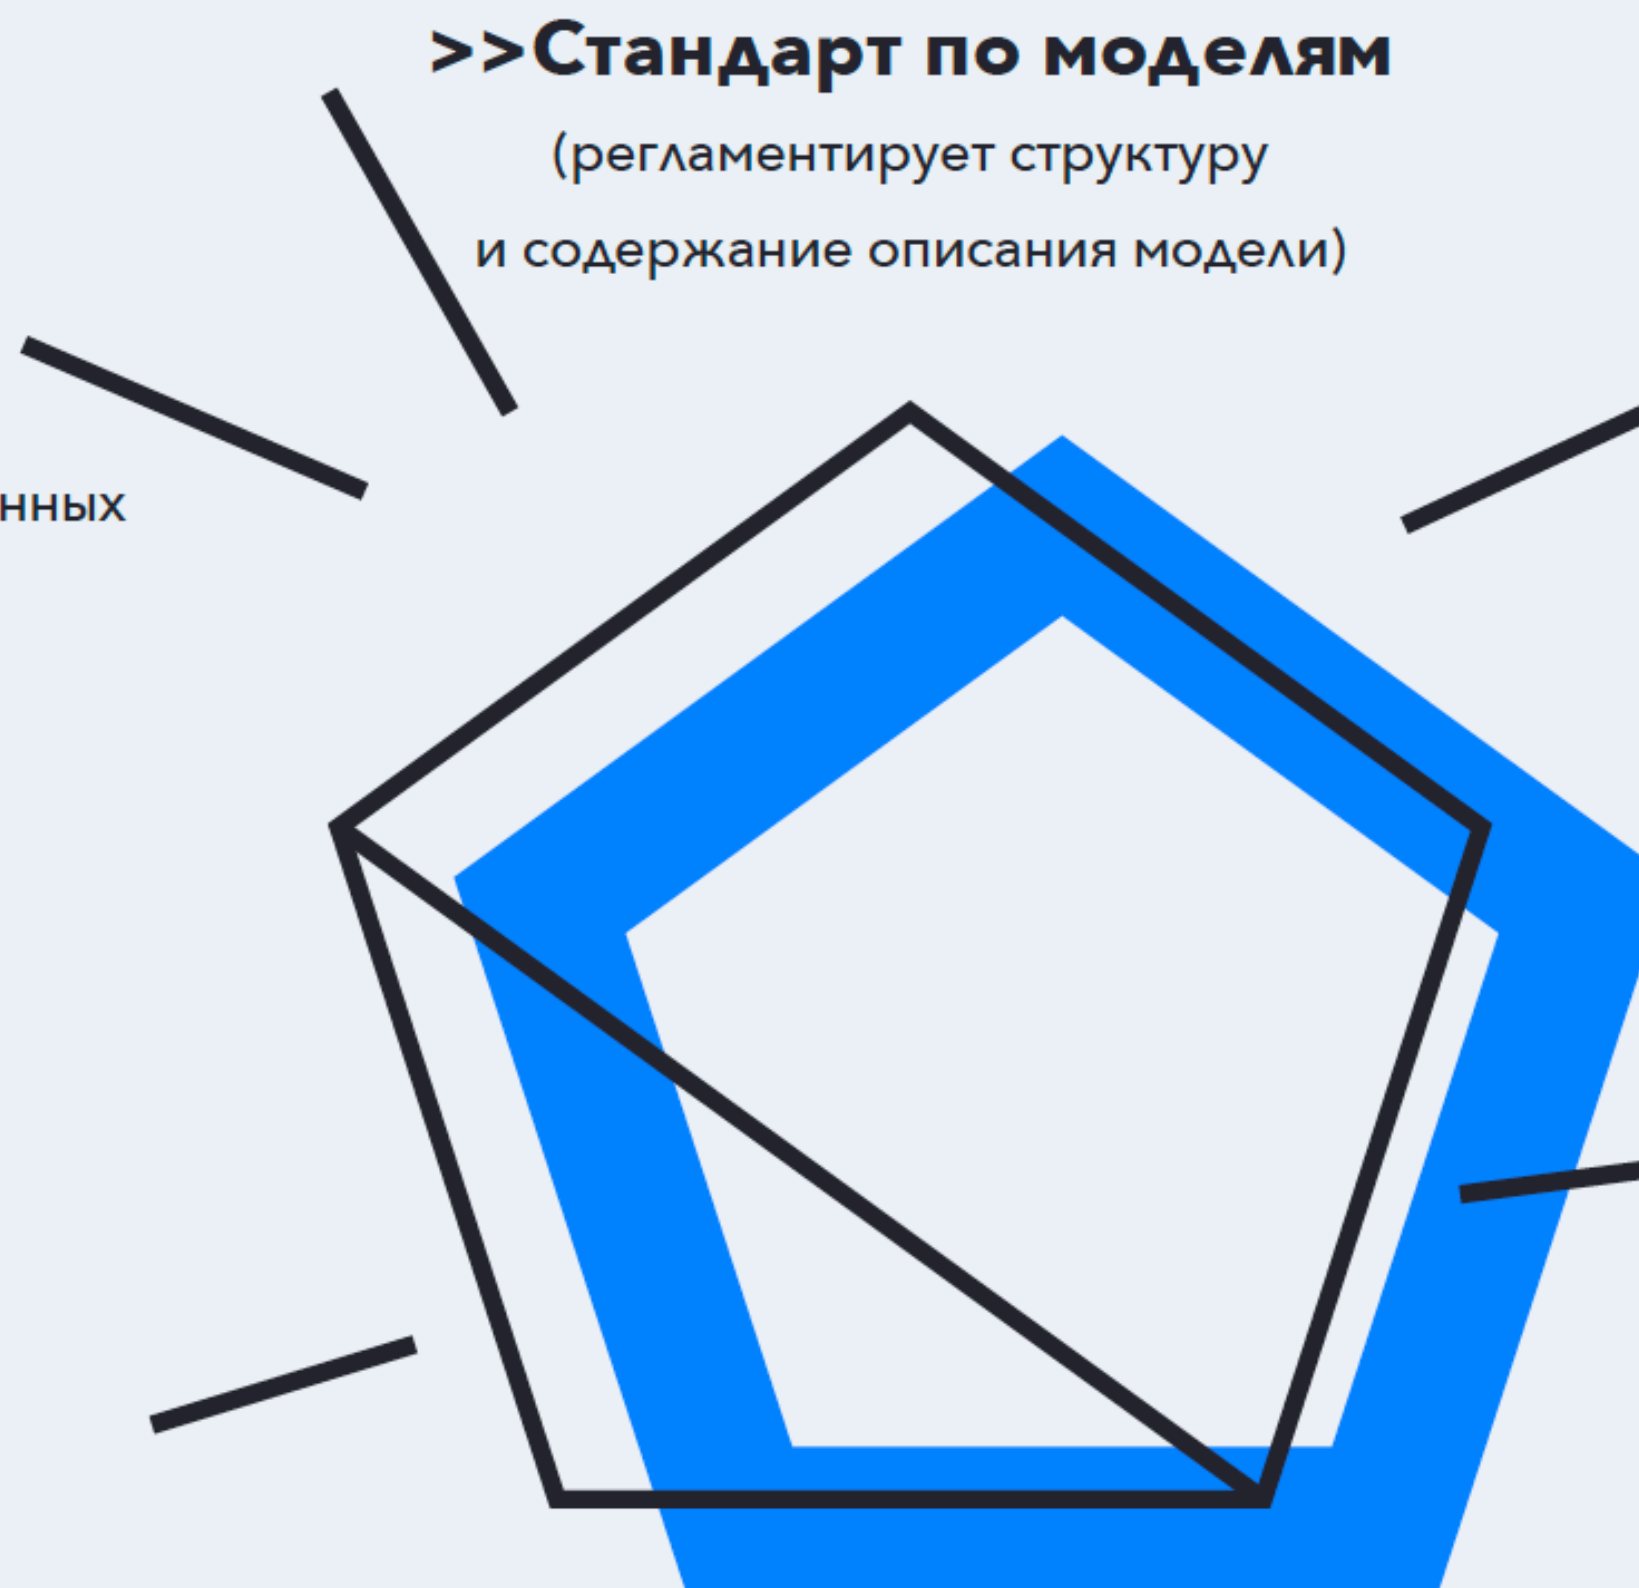 >>Стандарт по моделям
(регламентирует структуру
и содержание описания модели)
нных